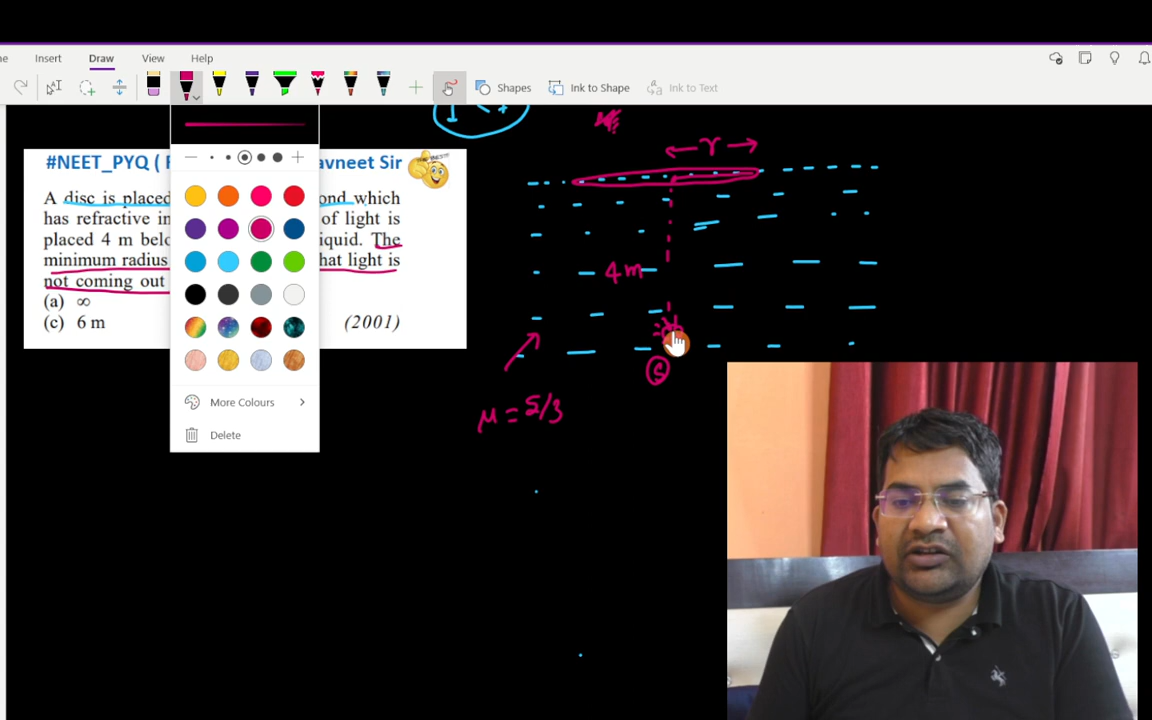 Insert Draw View Help
Shapes Ink to Shape Ink to Text
r
#NEET_PYQ ( avneet Sir
A disc is placed ond which
has refractive in of light is
placed 4 m belo iquid. The
minimum radius hat light is
not coming out
(a) ∞
(c) 6 m (2001)
4m
S
μ = 5/3
More Colours
Delete